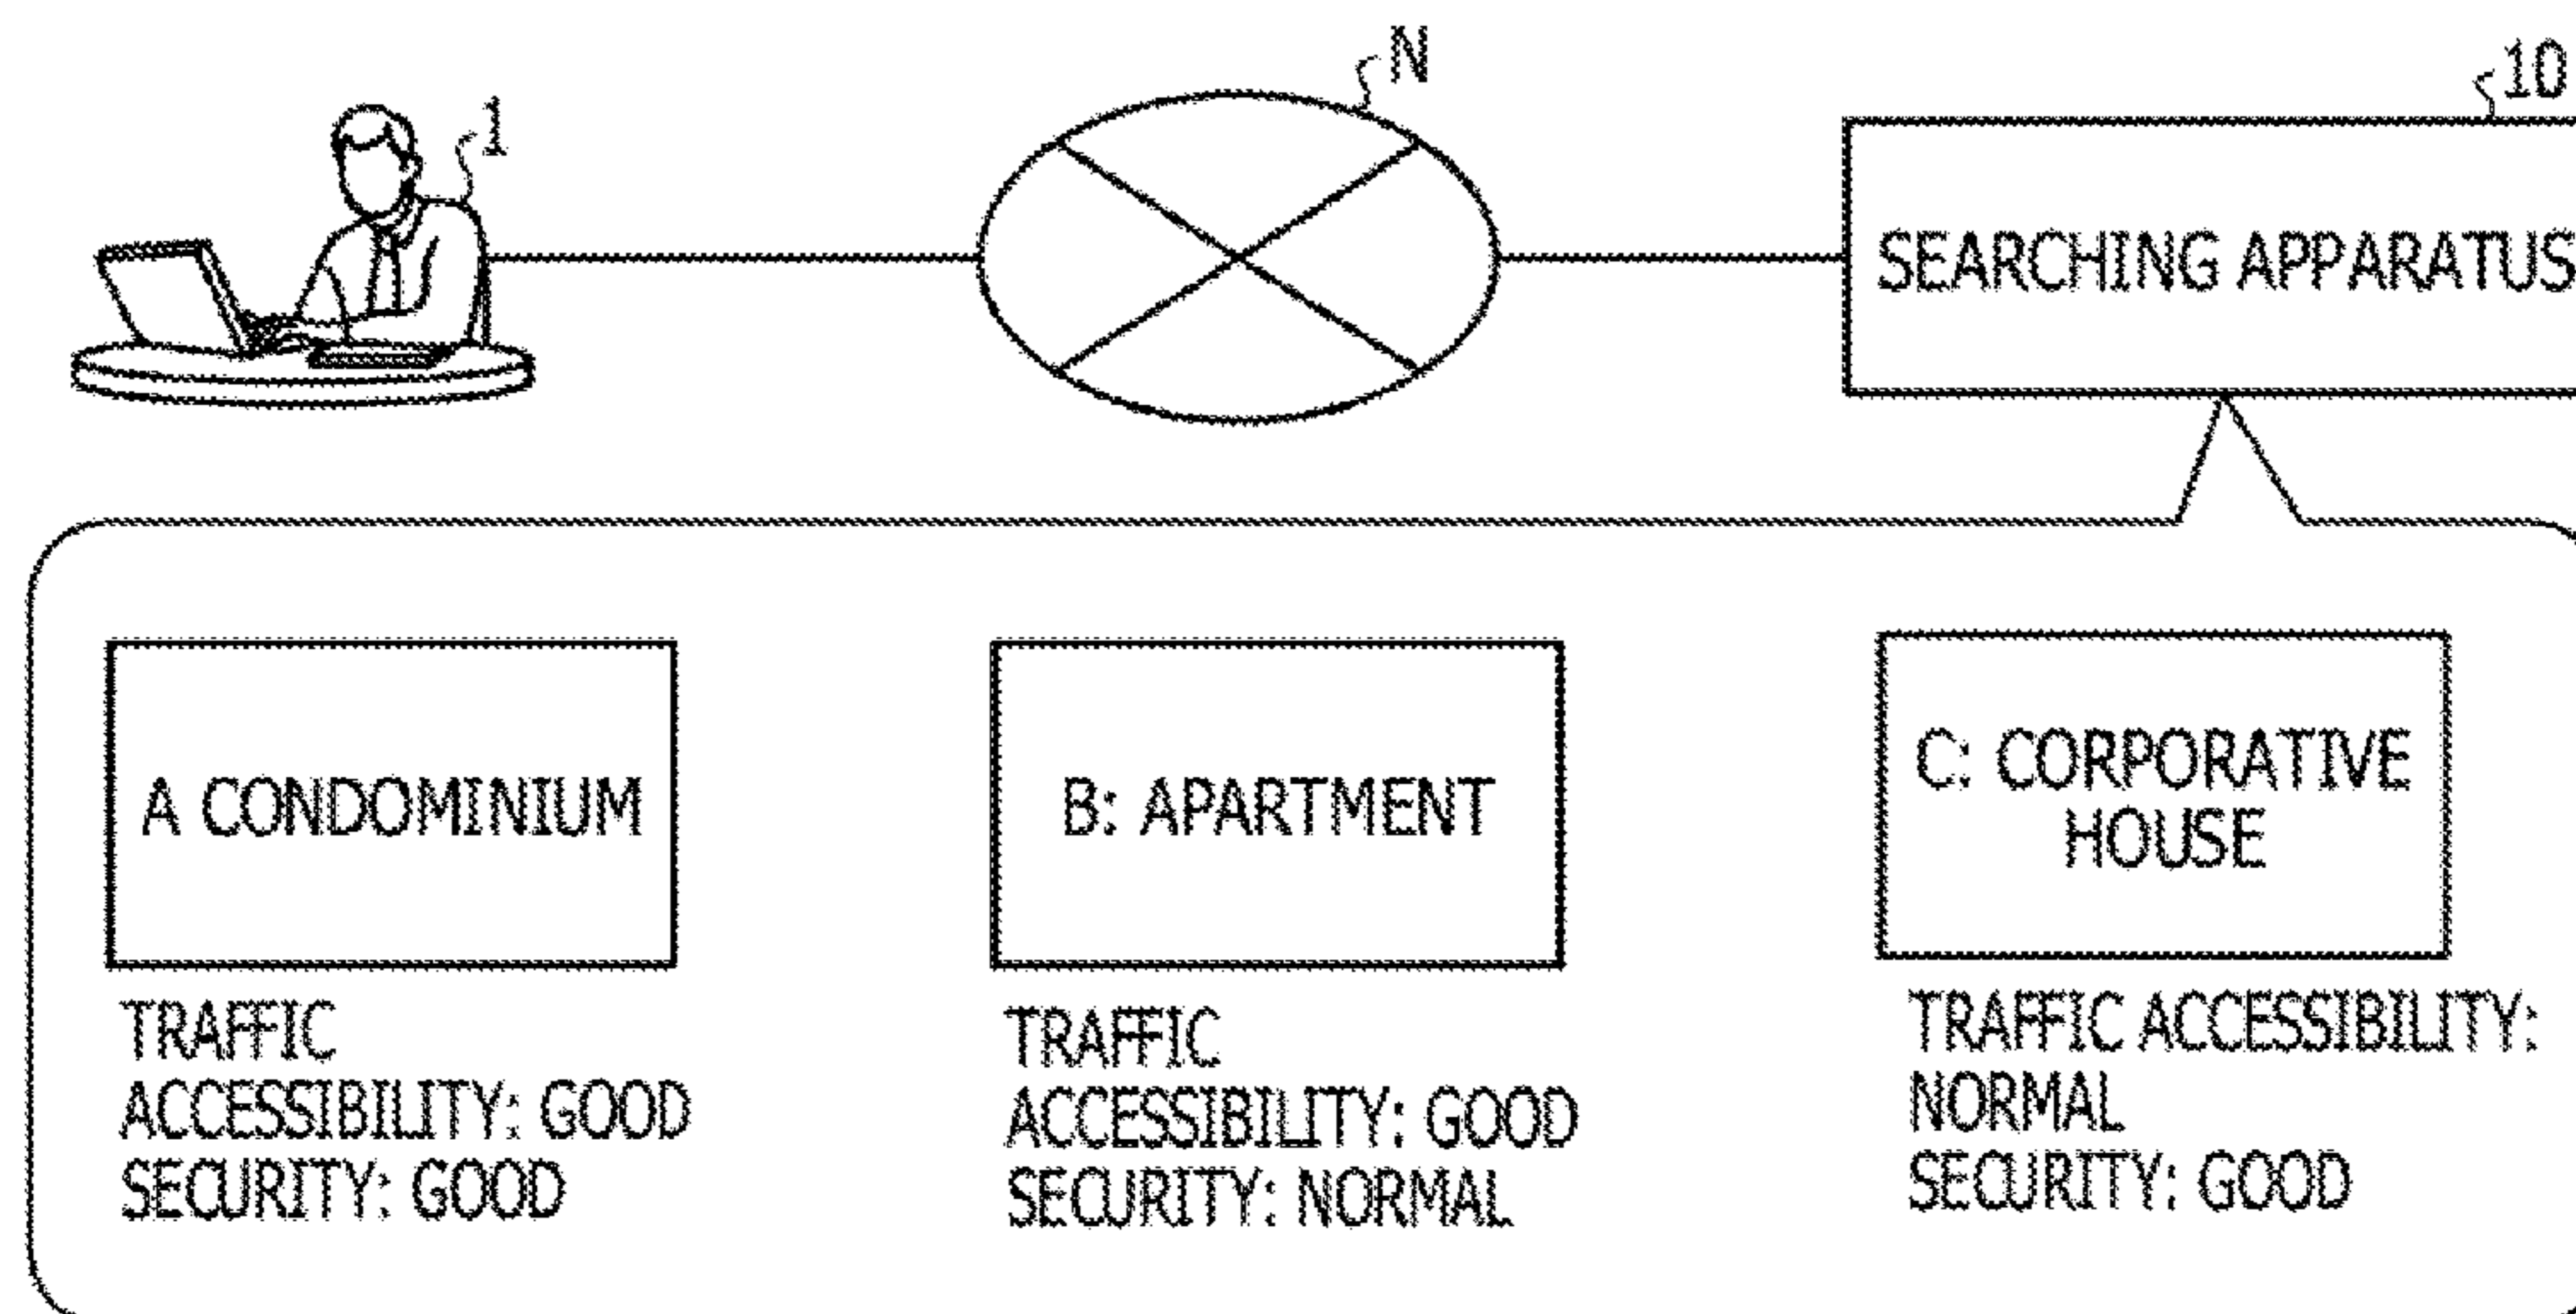 N
10
1
SEARCHING APPARATUS
A CONDOMINIUM
B: APARTMENT
C: CORPORATIVE
HOUSE
TRAFFIC
ACCESSIBILITY: GOOD
SECURITY: GOOD
TRAFFIC
ACCESSIBILITY: GOOD
SECURITY: NORMAL
TRAFFIC ACCESSIBILITY:
NORMAL
SECURITY: GOOD